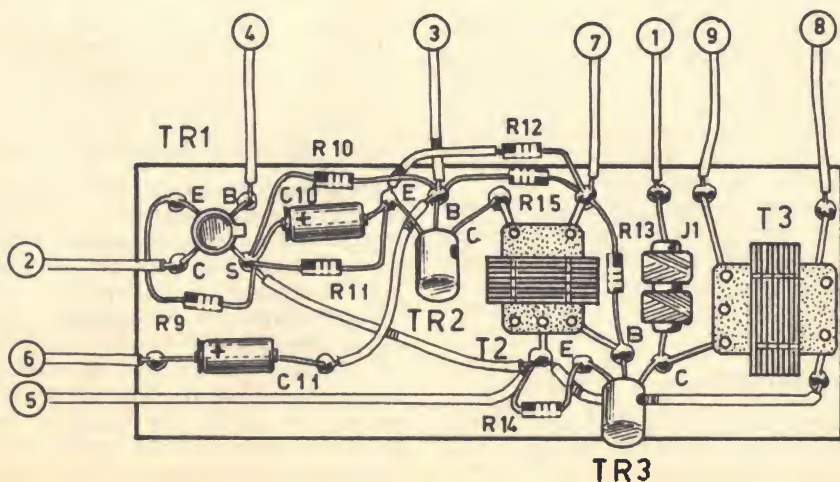 4
3
7
1
9
8
TR1
R12
R10
E
B
C10
E
B
R15
R13
J1
T3
C
+
C
S
2
R11
R9
TR2
T2
B
E
C
6
+
C11
5
R14
TR3